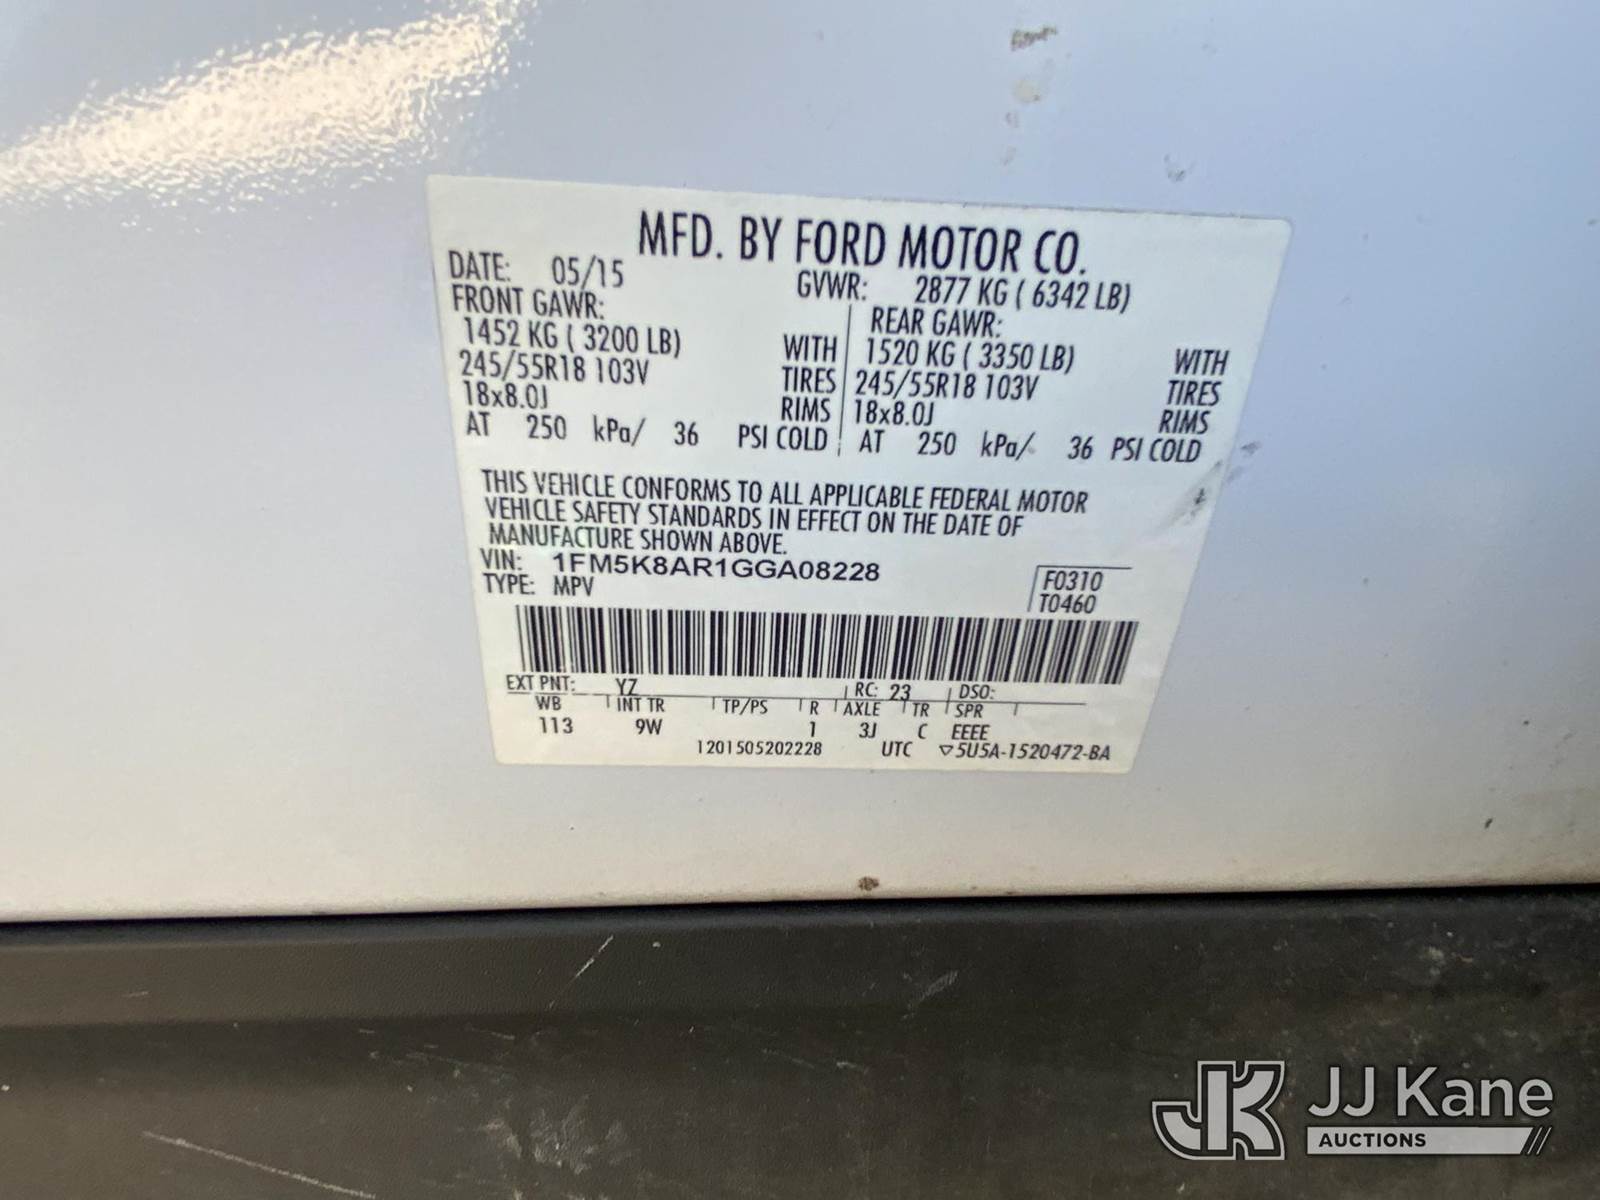 MFD. BY FORD MOTOR CO.
DATE: 05/15 GVWR: 2877 KG ( 6342 LB)
FRONT GAWR: REAR GAWR:
1452 KG ( 3200 LB) WITH 1520 KG ( 3350 LB) WITH
245/55R18 103V TIRES 245/55R18 103V TIRES
18x8.0J RIMS 18x8.0J RIMS
AT 250 kPa/ 36 PSI COLD AT 250 kPa/ 36 PSI COLD
THIS VEHICLE CONFORMS TO ALL APPLICABLE FEDERAL MOTOR
VEHICLE SAFETY STANDARDS IN EFFECT ON THE DATE OF
MANUFACTURE SHOWN ABOVE.
VIN: 1FM5K8AR1GGA08228 F0310
TYPE: MPV T0460
EXT PNT: YZ RC: 23 DSO:
WB INT TR TP/PS R AXLE TR SPR
113 9W 1 3J C EEEE
1201505202228 UTC ▽5U5A-1520472-BA
JK JJ Kane
AUCTIONS